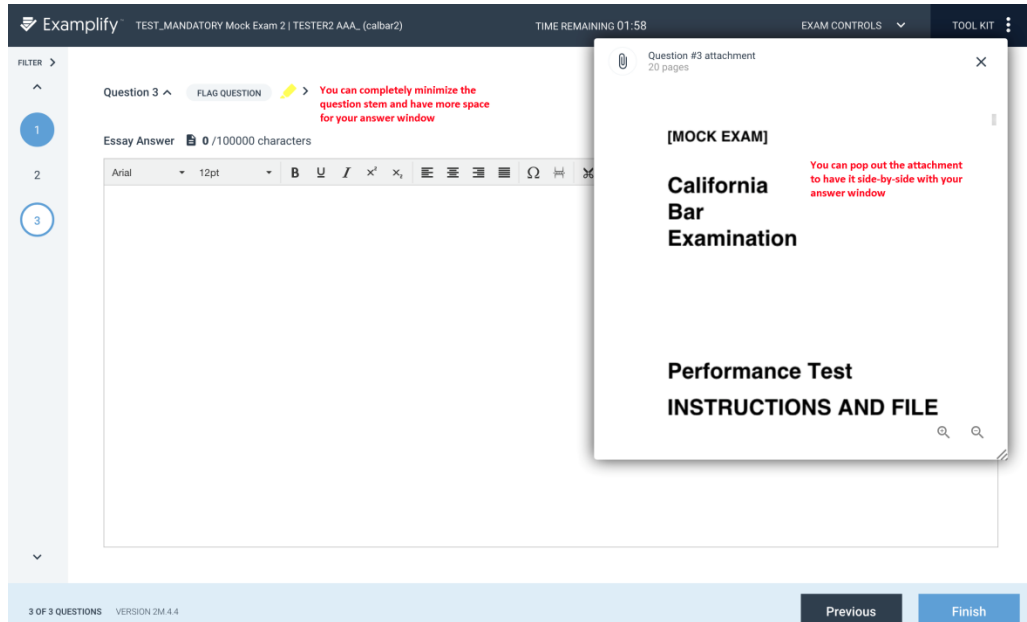 Examplify
TEST_MANDATORY Mock Exam 2 | TESTER2 AAA_ (calbar2)
TIME REMAINING 01:58
EXAM CONTROLS
TOOL KIT
FILTER
1
2
3
Question 3
FLAG QUESTION
You can completely minimize the
question stem and have more space
for your answer window
Essay Answer 0 /100000 characters
Arial 12pt B U I x² x₂ Ω
Question #3 attachment
20 pages
[MOCK EXAM]
You can pop out the attachment
to have it side-by-side with your
answer window
California
Bar
Examination
Performance Test
INSTRUCTIONS AND FILE
3 OF 3 QUESTIONS VERSION 2M.4.4
Previous
Finish